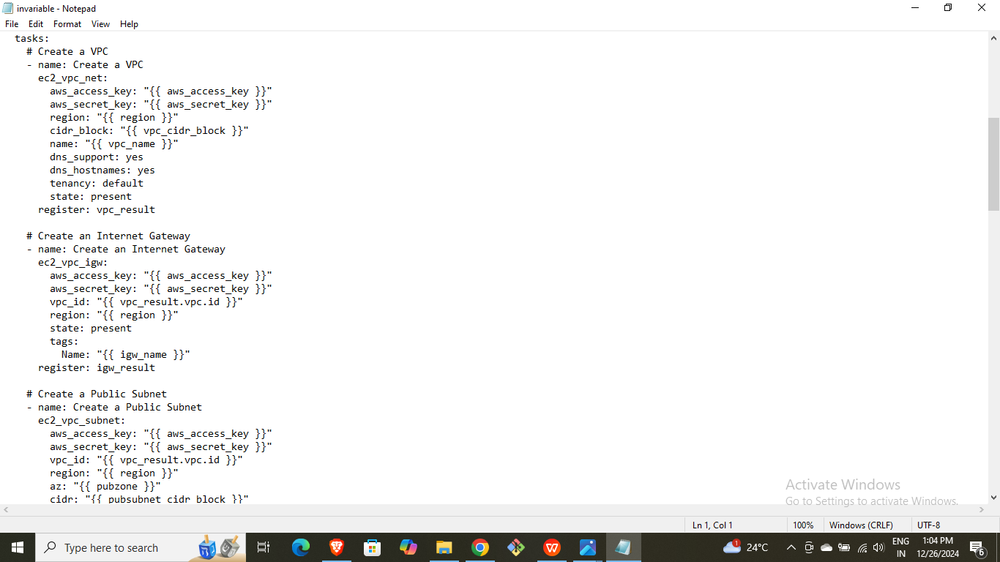 invariable - Notepad
File Edit Format View Help
tasks:
# Create a VPC
- name: Create a VPC
ec2_vpc_net:
aws_access_key: "{{ aws_access_key }}"
aws_secret_key: "{{ aws_secret_key }}"
region: "{{ region }}"
cidr_block: "{{ vpc_cidr_block }}"
name: "{{ vpc_name }}"
dns_support: yes
dns_hostnames: yes
tenancy: default
state: present
register: vpc_result
# Create an Internet Gateway
- name: Create an Internet Gateway
ec2_vpc_igw:
aws_access_key: "{{ aws_access_key }}"
aws_secret_key: "{{ aws_secret_key }}"
vpc_id: "{{ vpc_result.vpc.id }}"
region: "{{ region }}"
state: present
tags:
Name: "{{ igw_name }}"
register: igw_result
# Create a Public Subnet
- name: Create a Public Subnet
ec2_vpc_subnet:
aws_access_key: "{{ aws_access_key }}"
aws_secret_key: "{{ aws_secret_key }}"
vpc_id: "{{ vpc_result.vpc.id }}"
region: "{{ region }}"
az: "{{ pubzone }}"
cidr: "{{ pubsubnet_cidr_block }}"
Activate Windows
Go to Settings to activate Windows.
Ln 1, Col 1 100% Windows (CRLF) UTF-8
Type here to search 1 24°C ENG IN 1:04 PM 12/26/2024 6